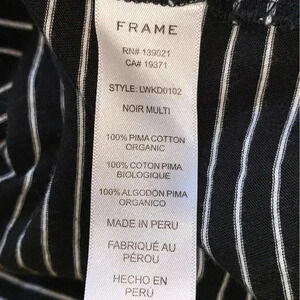 FRAME
RN# 139021
CA# 19371
STYLE: LWKD0102
NOIR MULTI
100% PIMA COTTON
ORGANIC
100% COTON PIMA
BIOLOGIQUE
100% ALGODÓN PIMA
ORGANICO
MADE IN PERU
FABRIQUÉ AU
PÉROU
HECHO EN
PERÚ